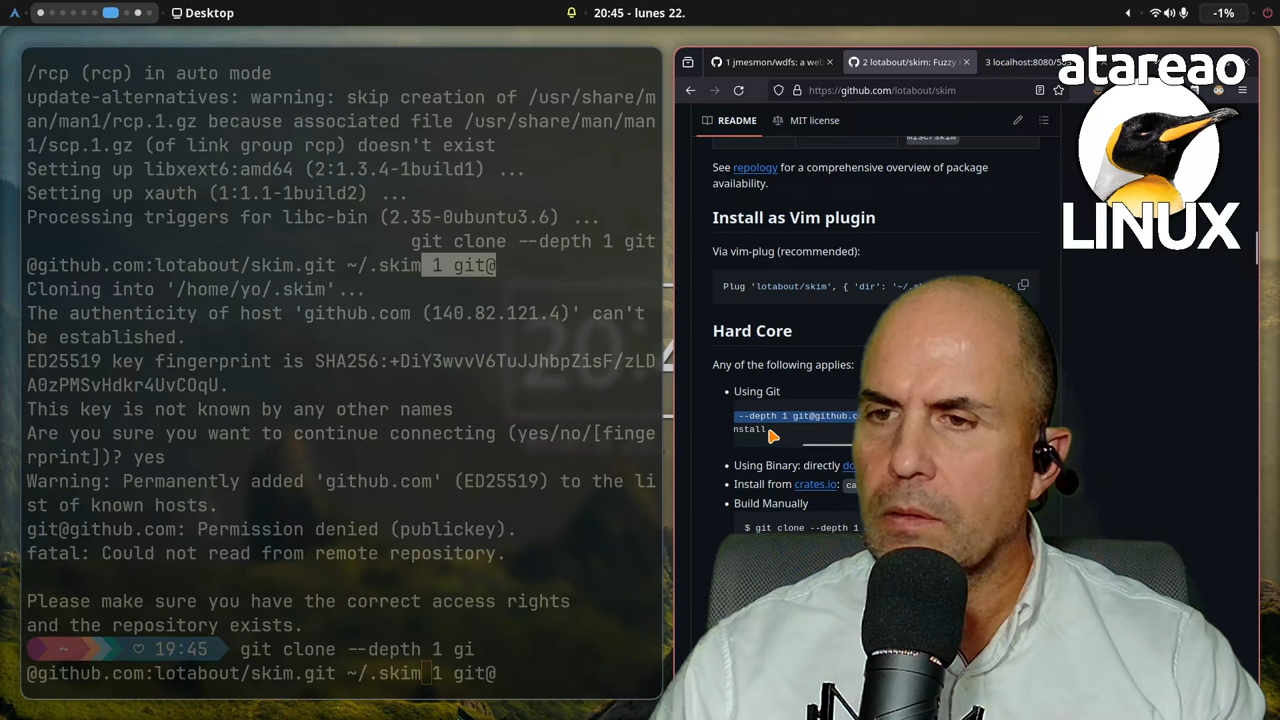 Desktop
20:45 - lunes 22.
-1%
/rcp (rcp) in auto mode
update-alternatives: warning: skip creation of /usr/share/m
an/man1/rcp.1.gz because associated file /usr/share/man/man
1/scp.1.gz (of link group rcp) doesn't exist
Setting up libxext6:amd64 (2:1.3.4-1build1) ...
Setting up xauth (1:1.1-1build2) ...
Processing triggers for libc-bin (2.35-0ubuntu3.6) ...
git clone --depth 1 git
@github.com:lotabout/skim.git ~/.skim 1 git@
Cloning into '/home/yo/.skim'...
The authenticity of host 'github.com (140.82.121.4)' can't
be established.
ED25519 key fingerprint is SHA256:+DiY3wvvV6TuJJhbpZisF/zLD
A0zPMSvHdkr4UvCOqU.
This key is not known by any other names
Are you sure you want to continue connecting (yes/no/[finge
rprint])? yes
Warning: Permanently added 'github.com' (ED25519) to the li
st of known hosts.
git@github.com: Permission denied (publickey).
fatal: Could not read from remote repository.
Please make sure you have the correct access rights
and the repository exists.
~ ♡ 19:45 git clone --depth 1 gi
@github.com:lotabout/skim.git ~/.skim 1 git@
1 jmesmon/wdfs: a web
2 lotabout/skim: Fuzzy
3 localhost:8080/
https://github.com/lotabout/skim
README
MIT license
misc/skim
See repology for a comprehensive overview of package
availability.
Install as Vim plugin
Via vim-plug (recommended):
Plug 'lotabout/skim', { 'dir': '~/.
Hard Core
Any of the following applies:
• Using Git
--depth 1 git@github.c
nstall
• Using Binary: directly
• Install from crates.io:
• Build Manually
$ git clone --depth 1
atareao
LINUX